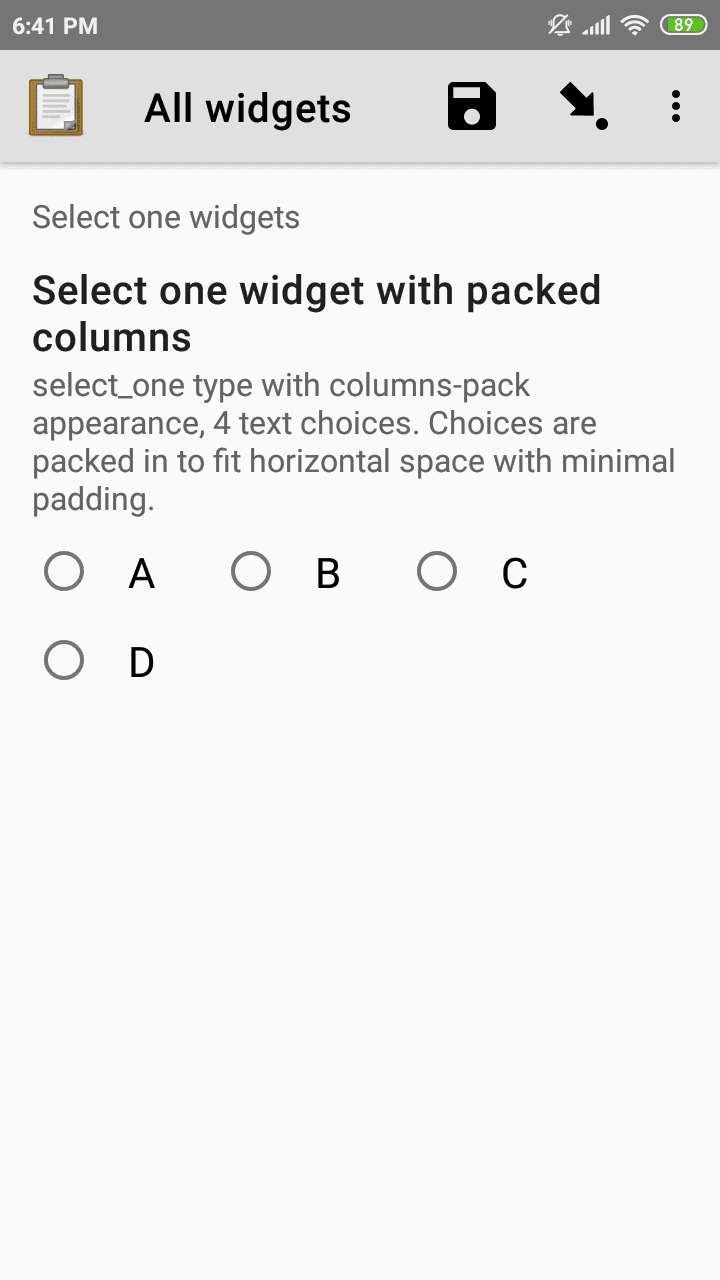 6:41 PM 89
All widgets
Select one widgets
Select one widget with packed
columns
select_one type with columns-pack
appearance, 4 text choices. Choices are
packed in to fit horizontal space with minimal
padding.
A B C
D